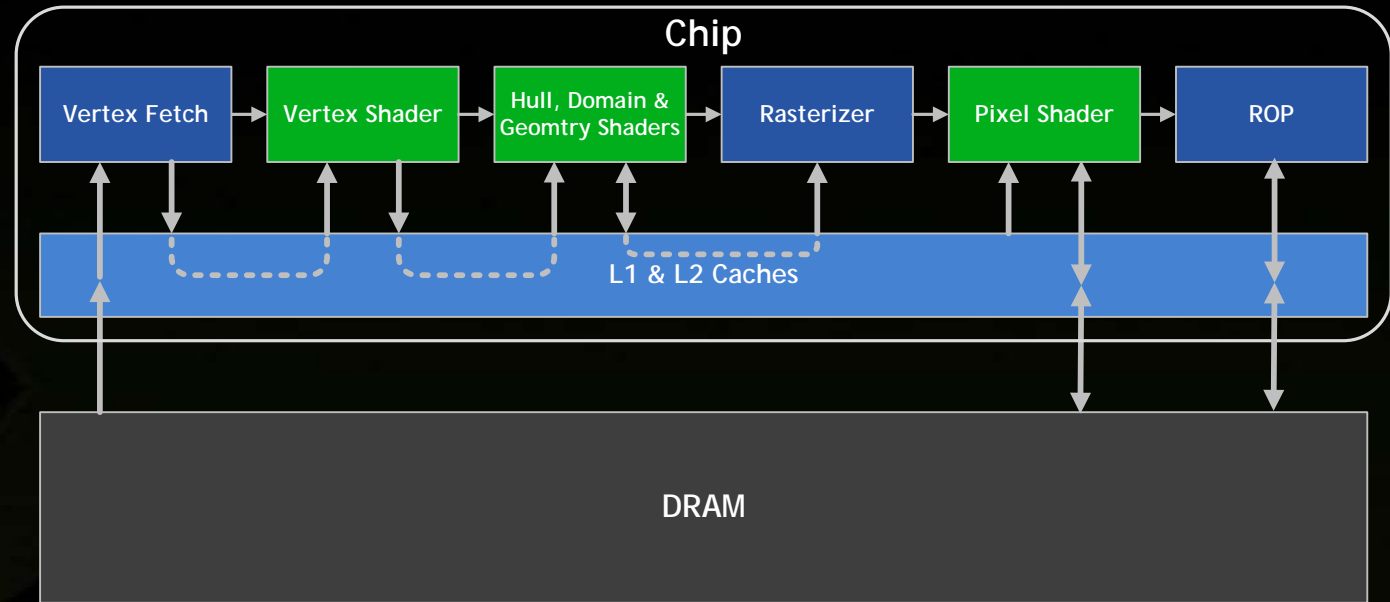 Chip
Vertex Fetch
Vertex Shader
Hull, Domain &
Geomtry Shaders
Rasterizer
Pixel Shader
ROP
L1 & L2 Caches
DRAM